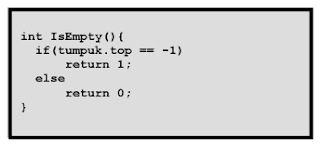 int IsEmpty(){
  if(tumpuk.top == -1)
      return 1;
  else
      return 0;
}